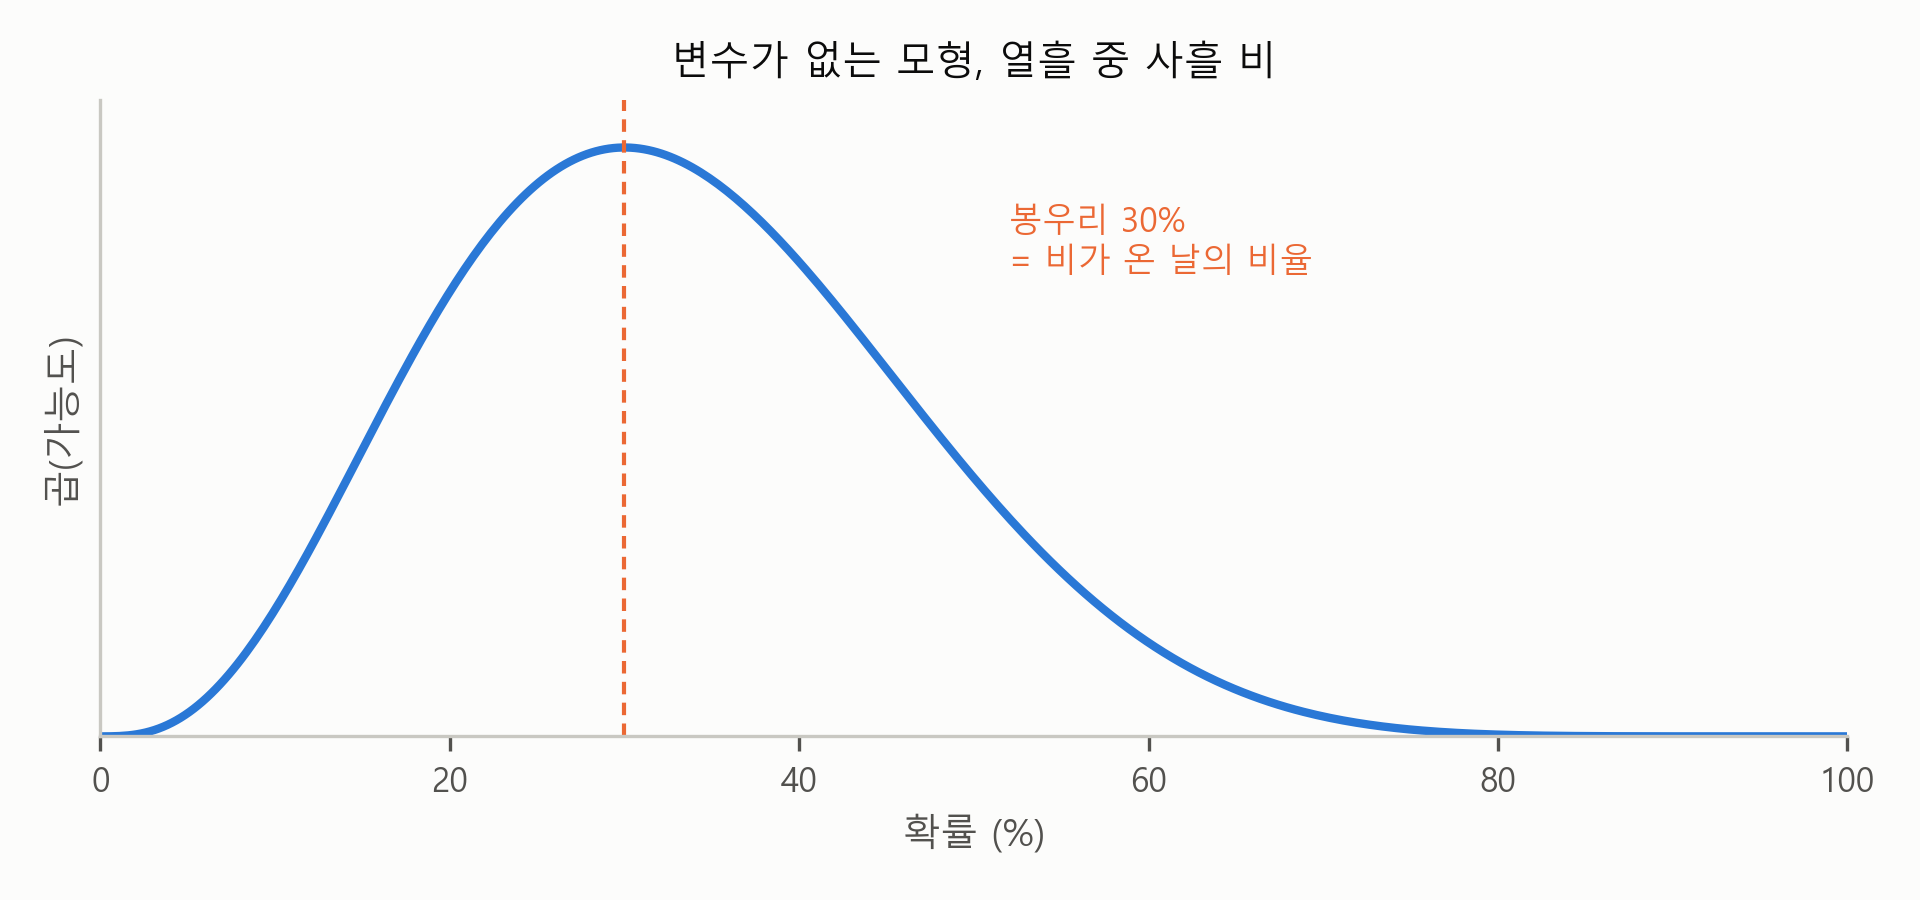 변수가 없는 모형, 열흘 중 사흘 비
봉우리 30%
= 비가 온 날의 비율
곱(가능도)
0 20 40 60 80 100
확률 (%)